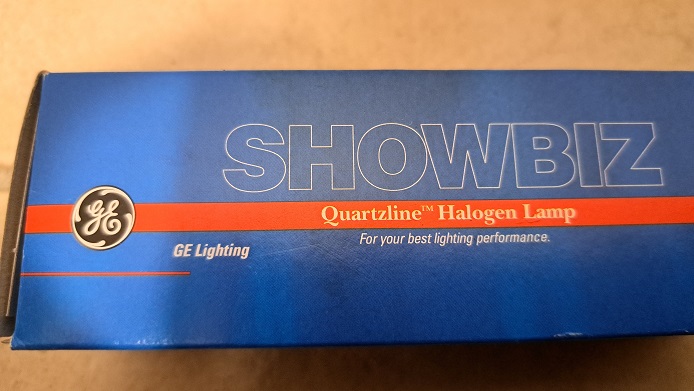 SHOWBIZ
GE
Quartzline™ Halogen Lamp
GE Lighting
For your best lighting performance.